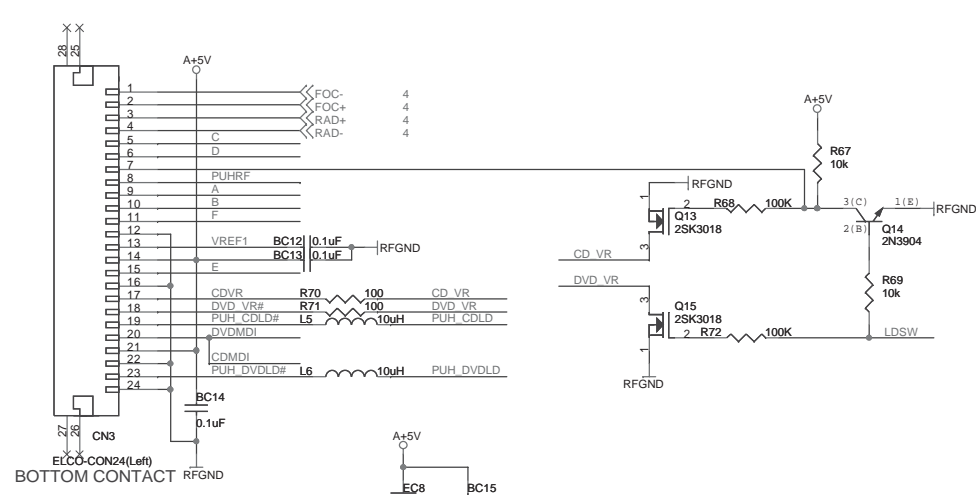 28
25
A+5V
1
FOC- 4
2
FOC+ 4
3
RAD+ 4
4
RAD- 4
5 C
6 D
7
8 PUHRF
9 A
10 B
11 F
12
13 VREF1 BC12 0.1uF RFGND
14 BC13 0.1uF
15 E
16
17 CDVR R70 100 CD_VR
18 DVD_VR# R71 100 DVD_VR
19 PUH_CDLD# L5 10uH PUH_CDLD
20 DVDMDI
21
22 CDMDI
23 PUH_DVDLD# L6 10uH PUH_DVDLD
24
BC14
0.1uF
27
26
CN3
ELCO-CON24(Left)
BOTTOM CONTACT
RFGND
A+5V
EC8
BC15
A+5V
R67
10k
RFGND
1
2
R68
100K
3(C)
1(E)
RFGND
Q13
2SK3018
2(B)
Q14
2N3904
3
CD_VR
DVD_VR
R69
10k
3
Q15
2SK3018
2
R72
100K
LDSW
1
RFGND